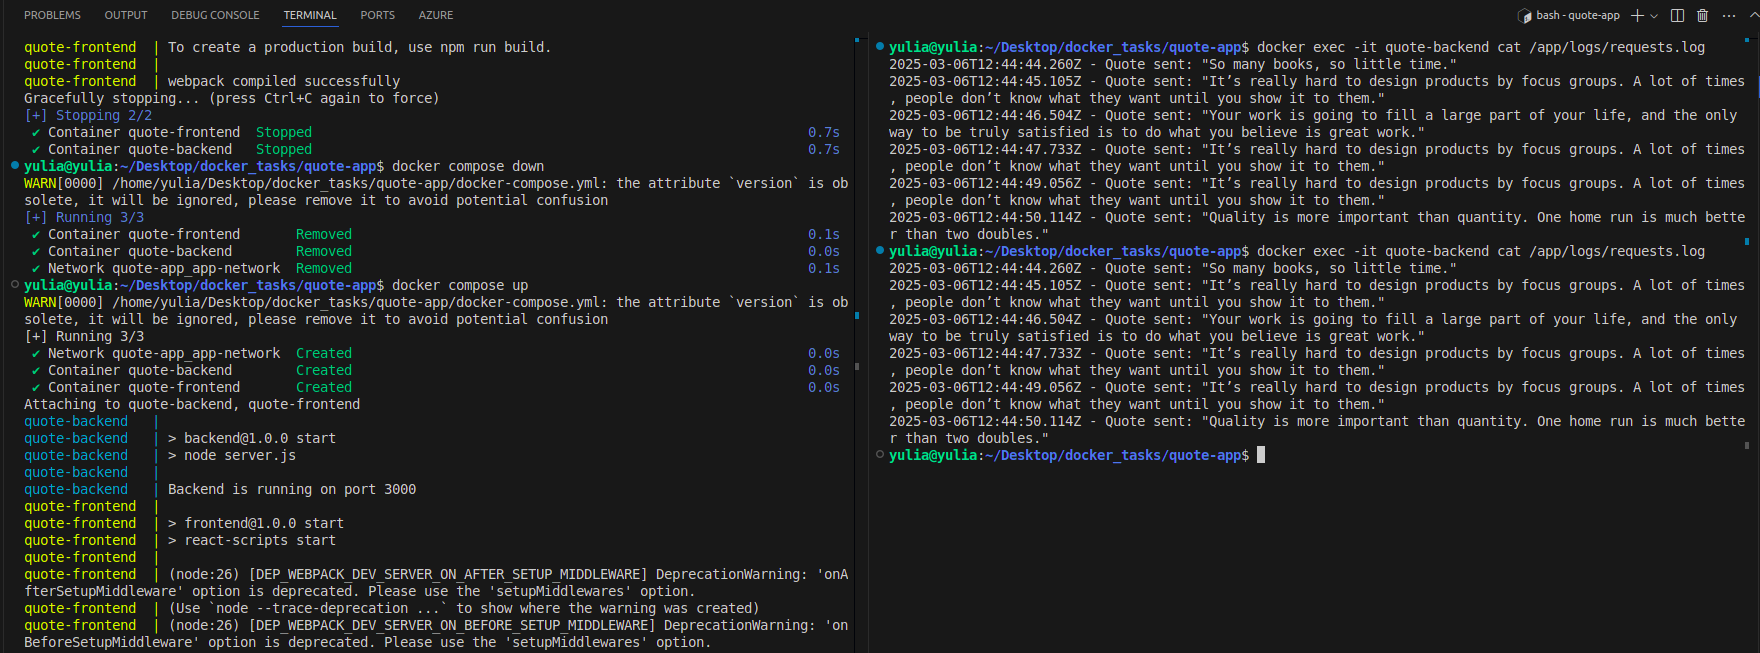 PROBLEMS OUTPUT DEBUG CONSOLE TERMINAL PORTS AZURE
bash - quote-app
quote-frontend | To create a production build, use npm run build.
quote-frontend |
quote-frontend | webpack compiled successfully
Gracefully stopping... (press Ctrl+C again to force)
[+] Stopping 2/2
✔ Container quote-frontend Stopped 0.7s
✔ Container quote-backend Stopped 0.7s
yulia@yulia:~/Desktop/docker_tasks/quote-app$ docker compose down
WARN[0000] /home/yulia/Desktop/docker_tasks/quote-app/docker-compose.yml: the attribute `version` is ob
solete, it will be ignored, please remove it to avoid potential confusion
[+] Running 3/3
✔ Container quote-frontend Removed 0.1s
✔ Container quote-backend Removed 0.0s
✔ Network quote-app_app-network Removed 0.1s
yulia@yulia:~/Desktop/docker_tasks/quote-app$ docker compose up
WARN[0000] /home/yulia/Desktop/docker_tasks/quote-app/docker-compose.yml: the attribute `version` is ob
solete, it will be ignored, please remove it to avoid potential confusion
[+] Running 3/3
✔ Network quote-app_app-network Created 0.0s
✔ Container quote-backend Created 0.0s
✔ Container quote-frontend Created 0.0s
Attaching to quote-backend, quote-frontend
quote-backend |
quote-backend | > backend@1.0.0 start
quote-backend | > node server.js
quote-backend |
quote-backend | Backend is running on port 3000
quote-frontend |
quote-frontend | > frontend@1.0.0 start
quote-frontend | > react-scripts start
quote-frontend |
quote-frontend | (node:26) [DEP_WEBPACK_DEV_SERVER_ON_AFTER_SETUP_MIDDLEWARE] DeprecationWarning: 'onA
fterSetupMiddleware' option is deprecated. Please use the 'setupMiddlewares' option.
quote-frontend | (Use `node --trace-deprecation ...` to show where the warning was created)
quote-frontend | (node:26) [DEP_WEBPACK_DEV_SERVER_ON_BEFORE_SETUP_MIDDLEWARE] DeprecationWarning: 'on
BeforeSetupMiddleware' option is deprecated. Please use the 'setupMiddlewares' option.
yulia@yulia:~/Desktop/docker_tasks/quote-app$ docker exec -it quote-backend cat /app/logs/requests.log
2025-03-06T12:44:44.260Z - Quote sent: "So many books, so little time."
2025-03-06T12:44:45.105Z - Quote sent: "It’s really hard to design products by focus groups. A lot of times
, people don’t know what they want until you show it to them."
2025-03-06T12:44:46.504Z - Quote sent: "Your work is going to fill a large part of your life, and the only
way to be truly satisfied is to do what you believe is great work."
2025-03-06T12:44:47.733Z - Quote sent: "It’s really hard to design products by focus groups. A lot of times
, people don’t know what they want until you show it to them."
2025-03-06T12:44:49.056Z - Quote sent: "It’s really hard to design products by focus groups. A lot of times
, people don’t know what they want until you show it to them."
2025-03-06T12:44:50.114Z - Quote sent: "Quality is more important than quantity. One home run is much bette
r than two doubles."
yulia@yulia:~/Desktop/docker_tasks/quote-app$ docker exec -it quote-backend cat /app/logs/requests.log
2025-03-06T12:44:44.260Z - Quote sent: "So many books, so little time."
2025-03-06T12:44:45.105Z - Quote sent: "It’s really hard to design products by focus groups. A lot of times
, people don’t know what they want until you show it to them."
2025-03-06T12:44:46.504Z - Quote sent: "Your work is going to fill a large part of your life, and the only
way to be truly satisfied is to do what you believe is great work."
2025-03-06T12:44:47.733Z - Quote sent: "It’s really hard to design products by focus groups. A lot of times
, people don’t know what they want until you show it to them."
2025-03-06T12:44:49.056Z - Quote sent: "It’s really hard to design products by focus groups. A lot of times
, people don’t know what they want until you show it to them."
2025-03-06T12:44:50.114Z - Quote sent: "Quality is more important than quantity. One home run is much bette
r than two doubles."
yulia@yulia:~/Desktop/docker_tasks/quote-app$